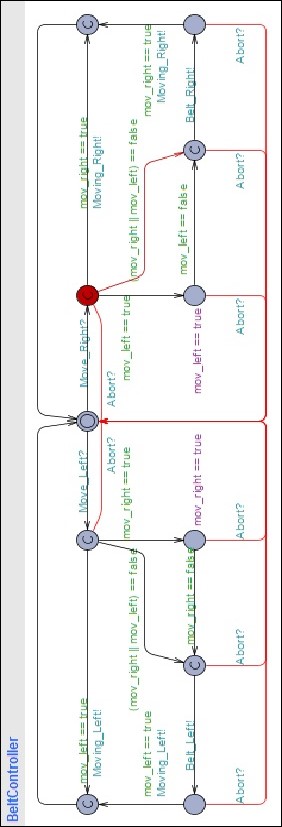 BeltController
C
mov_left == true
Moving_Left!
C
Move_Left?
Move_Right?
C
mov_right == true
Moving_Right!
C
Abort?
Abort?
mov_right == true
mov_left == true
(mov_right || mov_left) == false
(mov_right || mov_left) == false
mov_left == true
Moving_Left!
mov_right == true
Moving_Right!
Belt_Left!
C
mov_right == false
mov_left == false
C
Belt_Right!
mov_right == true
mov_left == true
Abort?
Abort?
Abort?
Abort?
Abort?
Abort?